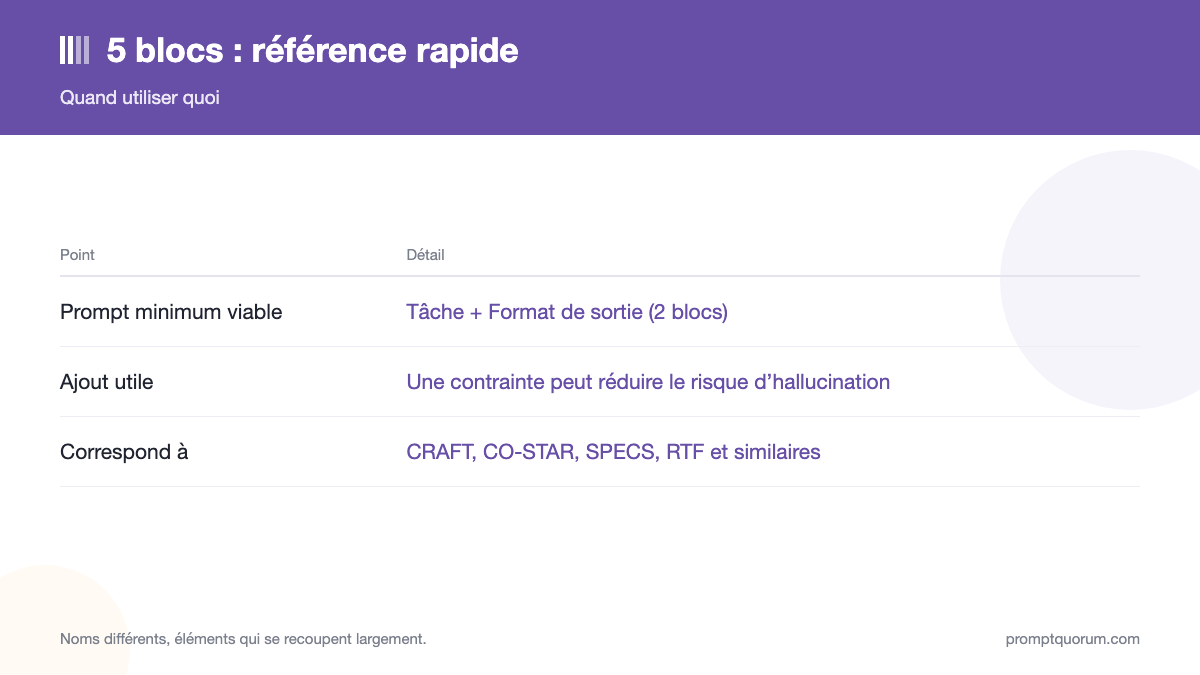 5 blocs : référence rapide
Quand utiliser quoi
Point Détail
Prompt minimum viable Tâche + Format de sortie (2 blocs)
Ajout utile Une contrainte peut réduire le risque d’hallucination
Correspond à CRAFT, CO-STAR, SPECS, RTF et similaires
Noms différents, éléments qui se recoupent largement. promptquorum.com